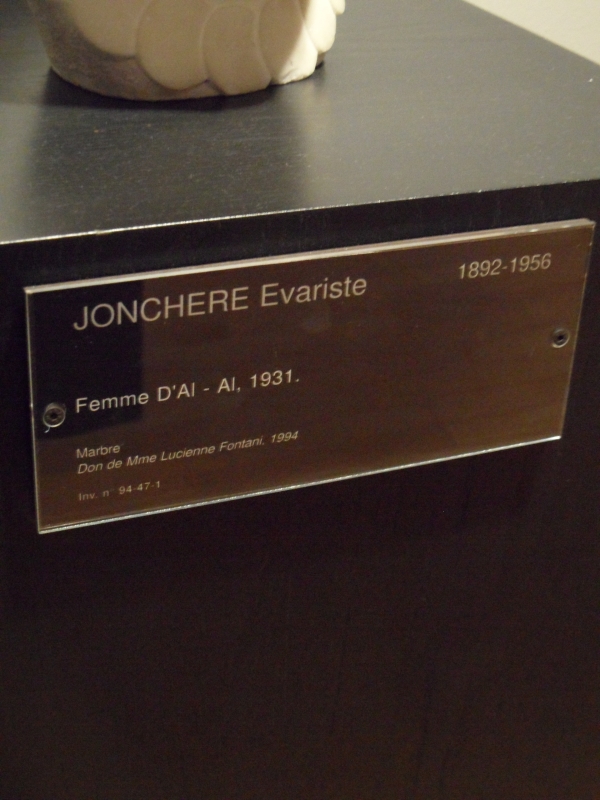 JONCHERE Evariste
1892-1956
Femme D'Al - Al, 1931.
Marbre
Don de Mme Lucienne Fontani, 1994
Inv. n° 94-47-1